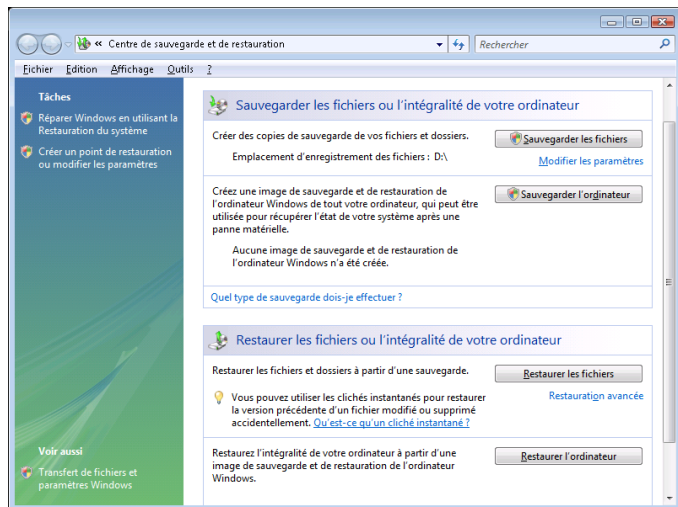 Centre de sauvegarde et de restauration
Rechercher
Fichier Edition Affichage Outils ?
Tâches
Réparer Windows en utilisant la
Restauration du système
Créer un point de restauration
ou modifier les paramètres
Voir aussi
Transfert de fichiers et
paramètres Windows
Sauvegarder les fichiers ou l'intégralité de votre ordinateur
Créer des copies de sauvegarde de vos fichiers et dossiers.
Sauvegarder les fichiers
Emplacement d'enregistrement des fichiers : D:\
Modifier les paramètres
Créez une image de sauvegarde et de restauration de
l'ordinateur Windows de tout votre ordinateur, qui peut être
utilisée pour récupérer l'état de votre système après une
panne matérielle.
Sauvegarder l'ordinateur
Aucune image de sauvegarde et de restauration de
l'ordinateur Windows n'a été créée.
Quel type de sauvegarde dois-je effectuer ?
Restaurer les fichiers ou l'intégralité de votre ordinateur
Restaurer les fichiers et dossiers à partir d'une sauvegarde.
Restaurer les fichiers
Vous pouvez utiliser les clichés instantanés pour restaurer
la version précédente d'un fichier modifié ou supprimé
accidentellement. Qu'est-ce qu'un cliché instantané ?
Restauration avancée
Restaurez l'intégralité de votre ordinateur à partir d'une
image de sauvegarde et de restauration de l'ordinateur
Windows.
Restaurer l'ordinateur